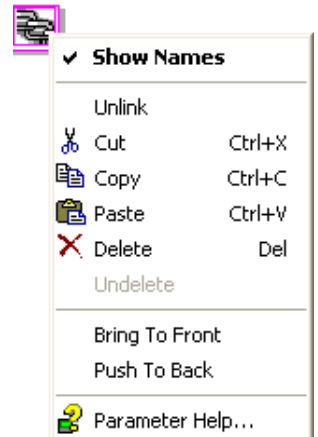 Show Names
Unlink
Cut Ctrl+X
Copy Ctrl+C
Paste Ctrl+V
Delete Del
Undelete
Bring To Front
Push To Back
Parameter Help...